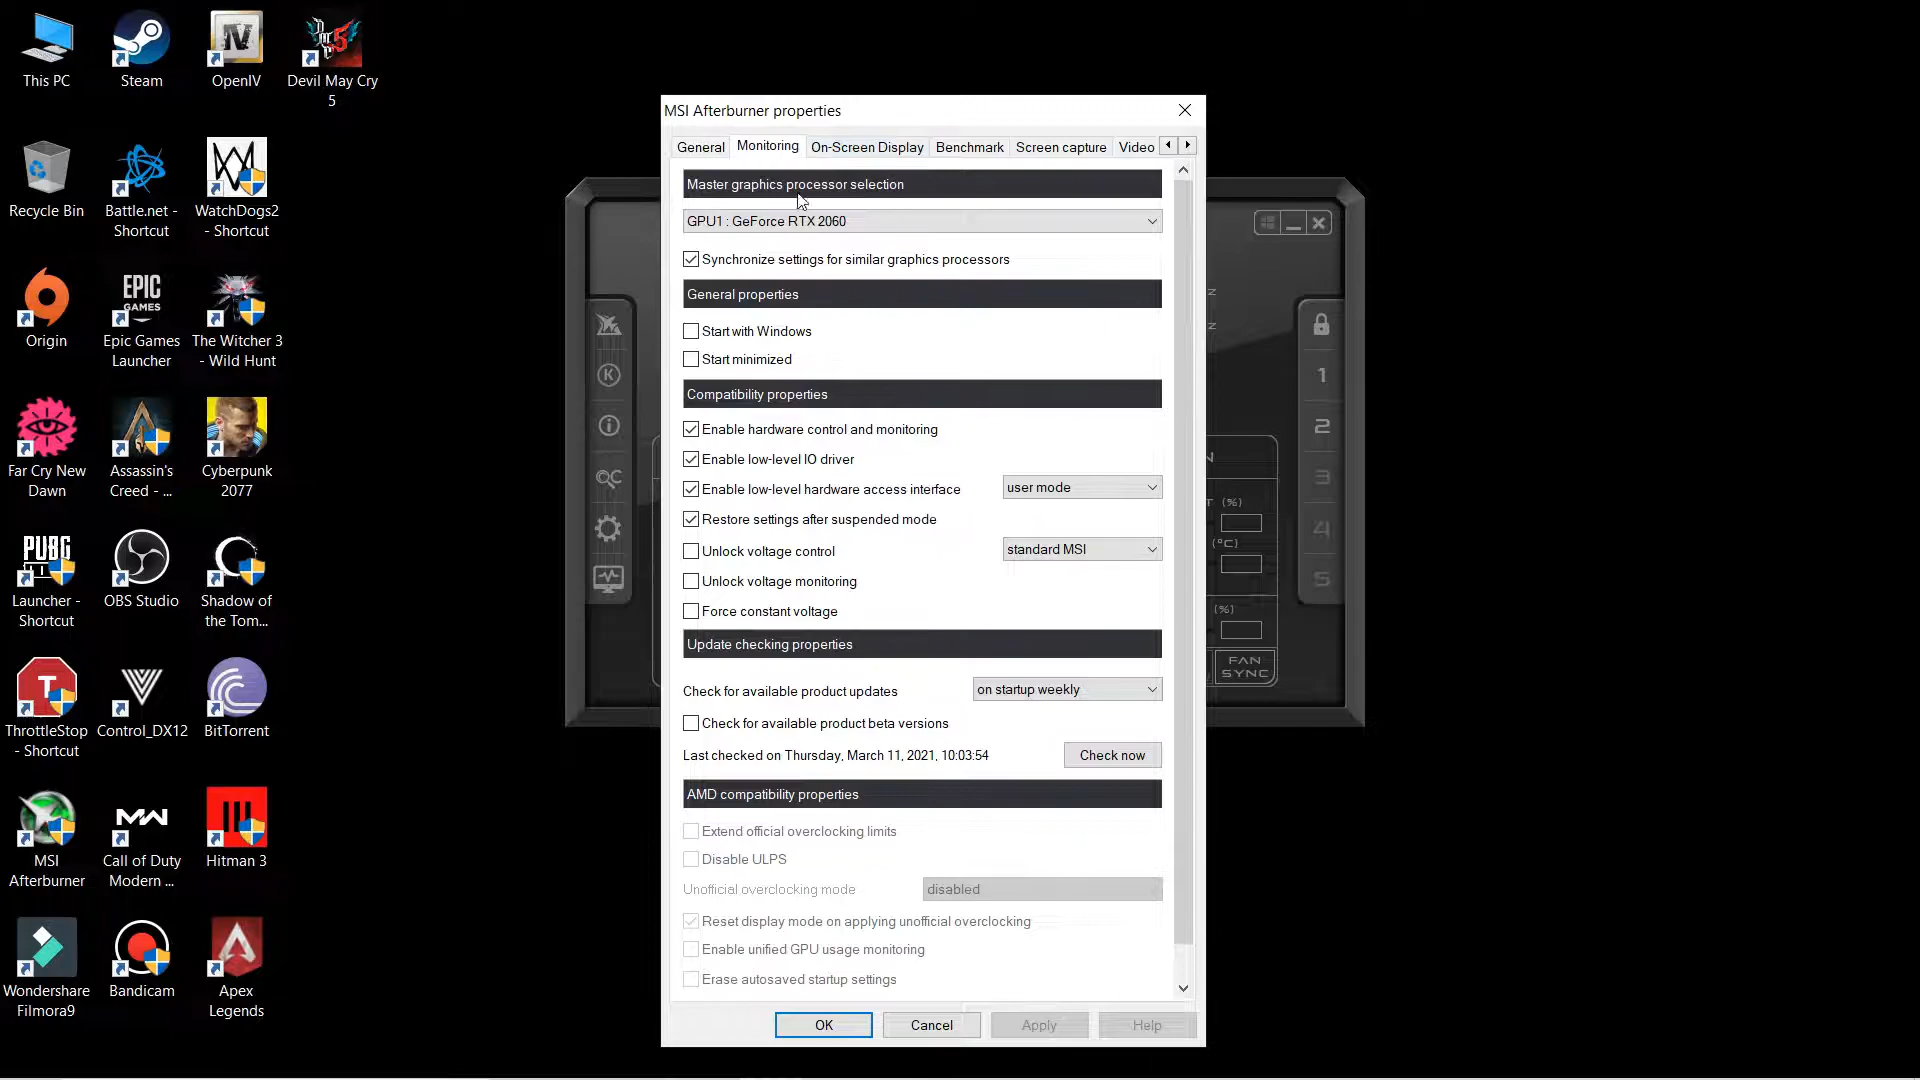 This PC
Steam
OpenIV
Devil May Cry
5
Recycle Bin
Battle.net -
Shortcut
WatchDogs2
- Shortcut
Origin
EPIC
GAMES
Epic Games
Launcher
The Witcher 3
- Wild Hunt
Far Cry New
Dawn
Assassin's
Creed - ...
Cyberpunk
2077
PUBG
Launcher -
Shortcut
OBS Studio
Shadow of
the Tom...
ThrottleStop
- Shortcut
Control_DX12
BitTorrent
MSI
Afterburner
Call of Duty
Modern ...
Hitman 3
Wondershare
Filmora9
Bandicam
Apex
Legends
MSI Afterburner properties
General
Monitoring
On-Screen Display
Benchmark
Screen capture
Video
Master graphics processor selection
GPU1 : GeForce RTX 2060
Synchronize settings for similar graphics processors
General properties
Start with Windows
Start minimized
Compatibility properties
Enable hardware control and monitoring
Enable low-level IO driver
Enable low-level hardware access interface
user mode
Restore settings after suspended mode
Unlock voltage control
standard MSI
Unlock voltage monitoring
Force constant voltage
Update checking properties
Check for available product updates
on startup weekly
Check for available product beta versions
Last checked on Thursday, March 11, 2021, 10:03:54
Check now
AMD compatibility properties
Extend official overclocking limits
Disable ULPS
Unofficial overclocking mode
disabled
Reset display mode on applying unofficial overclocking
Enable unified GPU usage monitoring
Erase autosaved startup settings
OK
Cancel
Apply
Help
K
OC
1
2
3
4
5
(%)
(°C)
(%)
FAN
SYNC